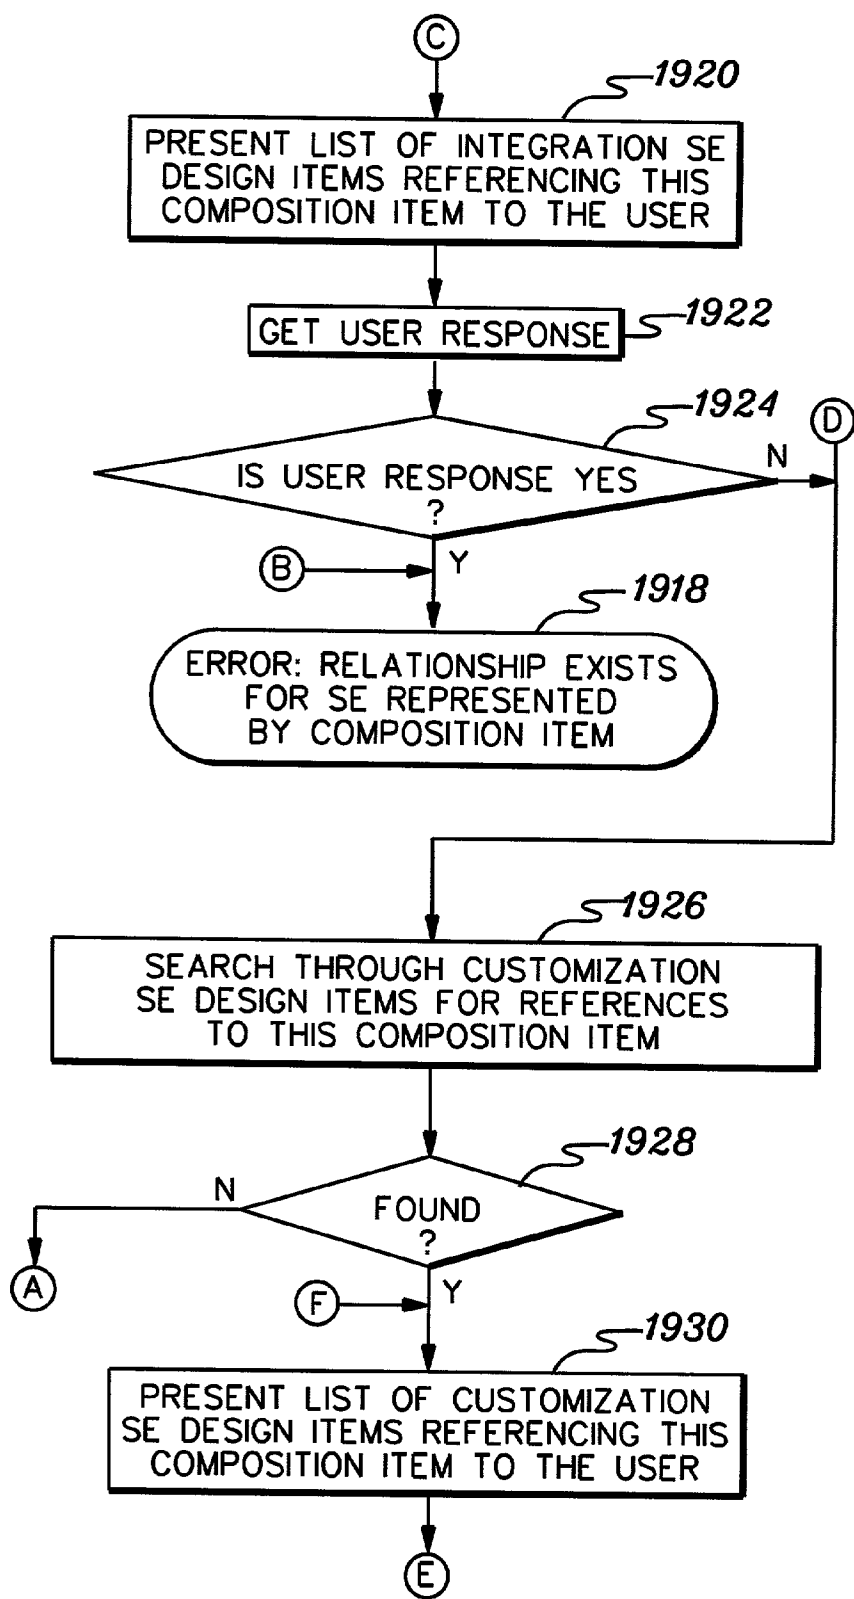 C
1920
PRESENT LIST OF INTEGRATION SE
DESIGN ITEMS REFERENCING THIS
COMPOSITION ITEM TO THE USER
1922
GET USER RESPONSE
1924
D
N
IS USER RESPONSE YES
?
B
Y
1918
ERROR: RELATIONSHIP EXISTS
FOR SE REPRESENTED
BY COMPOSITION ITEM
1926
SEARCH THROUGH CUSTOMIZATION
SE DESIGN ITEMS FOR REFERENCES
TO THIS COMPOSITION ITEM
1928
N
FOUND
?
A
F
Y
1930
PRESENT LIST OF CUSTOMIZATION
SE DESIGN ITEMS REFERENCING THIS
COMPOSITION ITEM TO THE USER
E